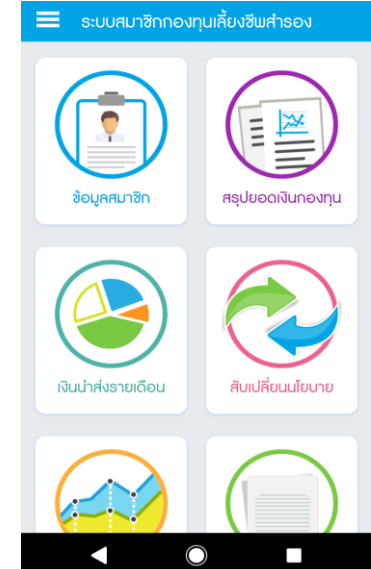 ระบบสมาชิกกองทุนเลี้ยงชีพสำรอง
ข้อมูลสมาชิก
สรุปยอดเงินกองทุน
เงินนำส่งรายเดือน
สับเปลี่ยนนโยบาย